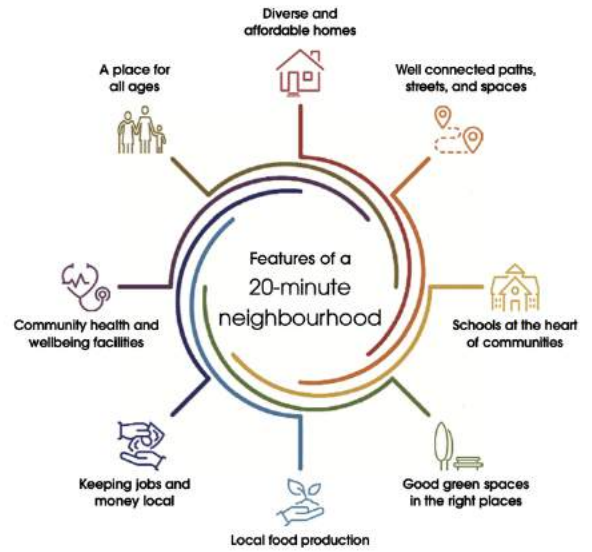 Diverse and
affordable homes
A place for
all ages
Well connected paths,
streets, and spaces
Features of a
20-minute
neighbourhood
Community health and
wellbeing facilities
Schools at the heart
of communities
Keeping jobs and
money local
Good green spaces
in the right places
Local food production